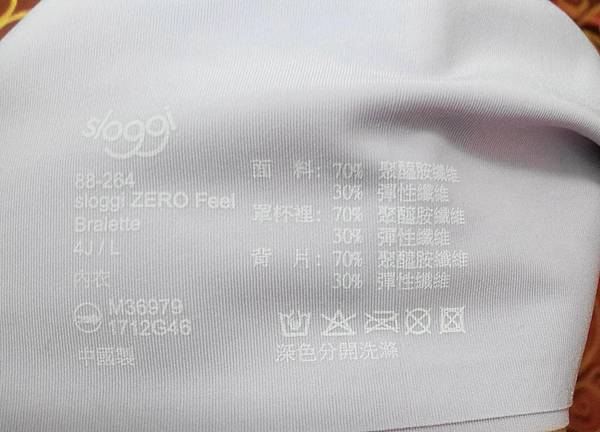 sloggi
88-264
sloggi ZERO Feel
Bralette
4J / L
內衣
M36979
1712G46
中國製
面 料: 70% 聚醯胺纖維
30% 彈性纖維
罩杯裡: 70% 聚醯胺纖維
30% 彈性纖維
背 片: 70% 聚醯胺纖維
30% 彈性纖維
深色分開洗滌